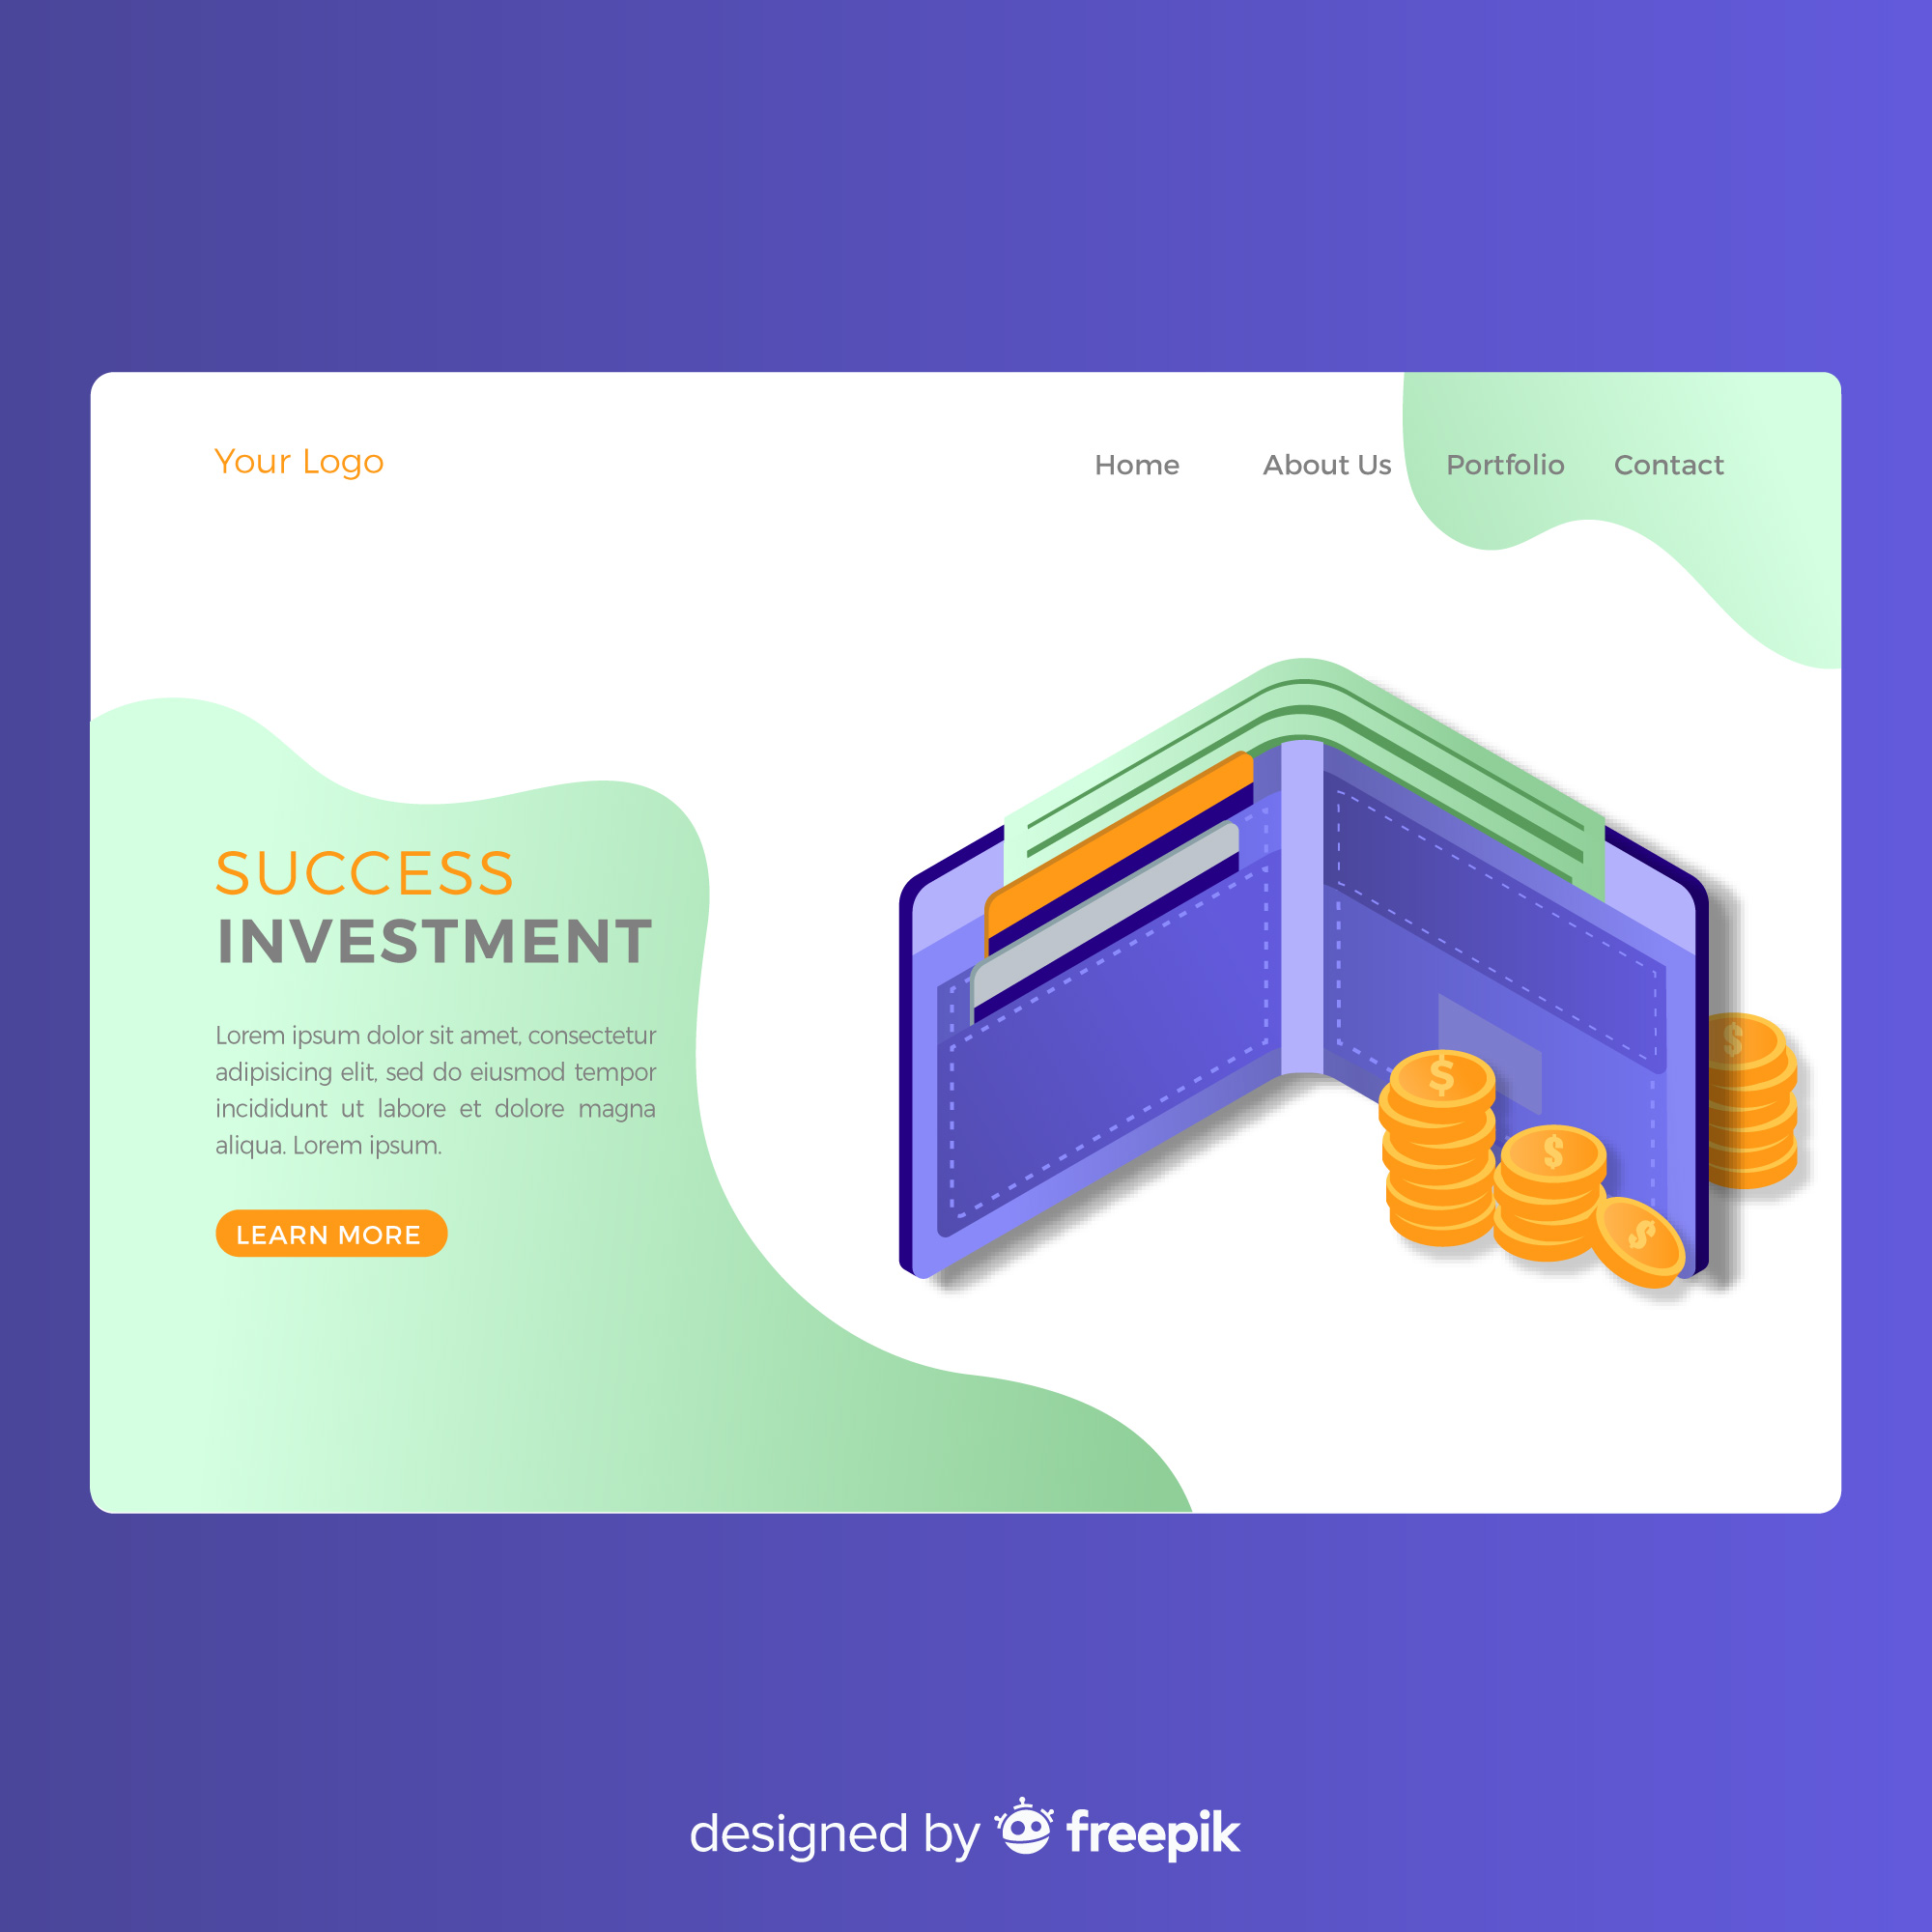 Your Logo
Home About Us Portfolio Contact
SUCCESS
INVESTMENT
Lorem ipsum dolor sit amet, consectetur
adipisicing elit, sed do eiusmod tempor
incididunt ut labore et dolore magna
aliqua. Lorem ipsum.
LEARN MORE
$
$
$
$
designed by freepik